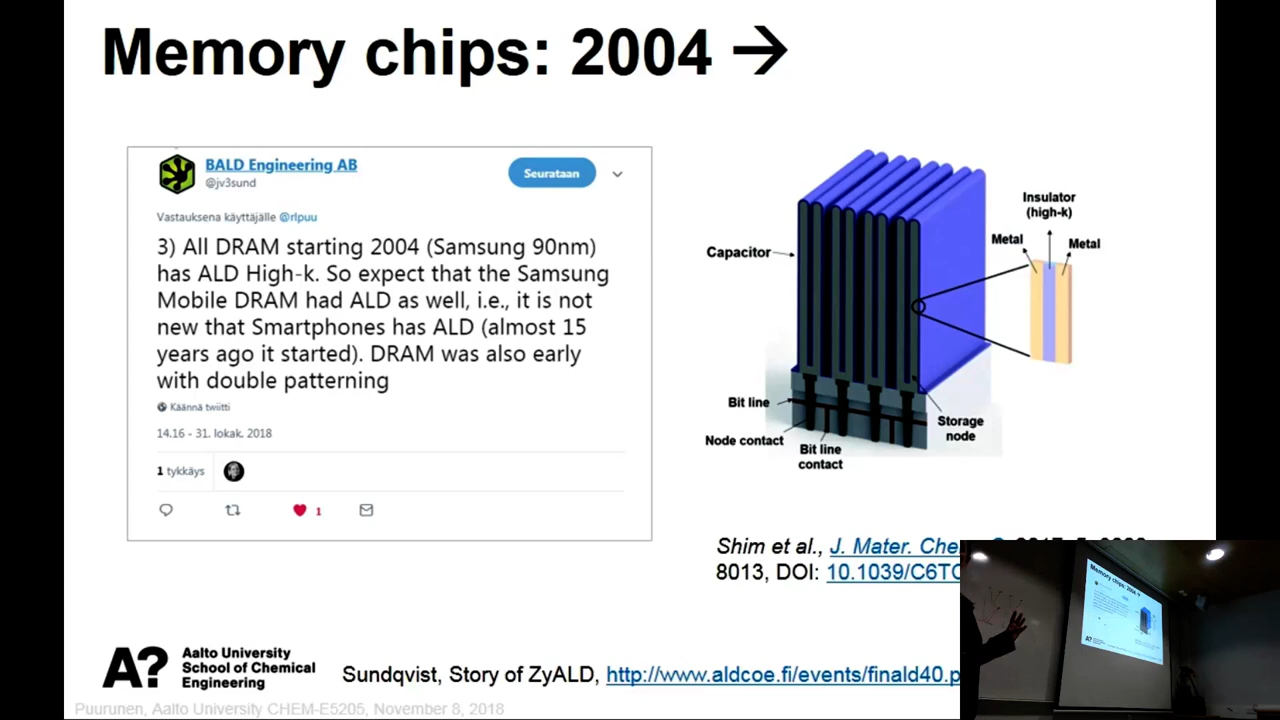 Memory chips: 2004 →
BALD Engineering AB
@jv3sund
Seurataan
Vastauksena käyttäjälle @rlpuu
3) All DRAM starting 2004 (Samsung 90nm)
has ALD High-k. So expect that the Samsung
Mobile DRAM had ALD as well, i.e., it is not
new that Smartphones has ALD (almost 15
years ago it started). DRAM was also early
with double patterning
Käännä twiitti
14.16 - 31. lokak. 2018
1 tykkäys
1
Capacitor
Insulator
(high-k)
Metal
Metal
Bit line
Node contact
Bit line
contact
Storage
node
Shim et al., J. Mater.
8013, DOI: 10.1039/C6TC
A?
Aalto University
School of Chemical
Engineering
Sundqvist, Story of ZyALD, http://www.aldcoe.fi/events/finald40.p
Puurunen, Aalto University CHEM-E5205, November 8, 2018
Memory chips: 2004 →